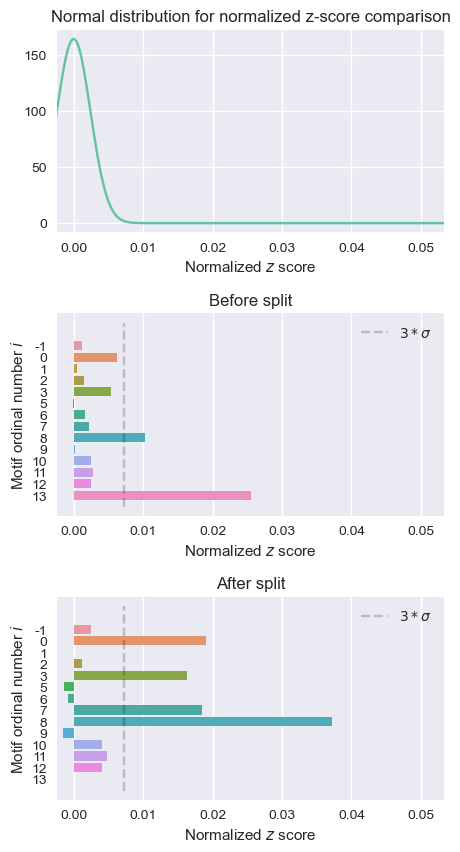 Normal distribution for normalized z-score comparison
150
100
50
0
0.00 0.01 0.02 0.03 0.04 0.05
Normalized z score
Before split
3 * σ
Motif ordinal number i
-1
0
1
2
3
5
6
7
8
9
10
11
12
13
0.00 0.01 0.02 0.03 0.04 0.05
Normalized z score
After split
3 * σ
Motif ordinal number i
-1
0
1
2
3
5
6
7
8
9
10
11
12
13
0.00 0.01 0.02 0.03 0.04 0.05
Normalized z score